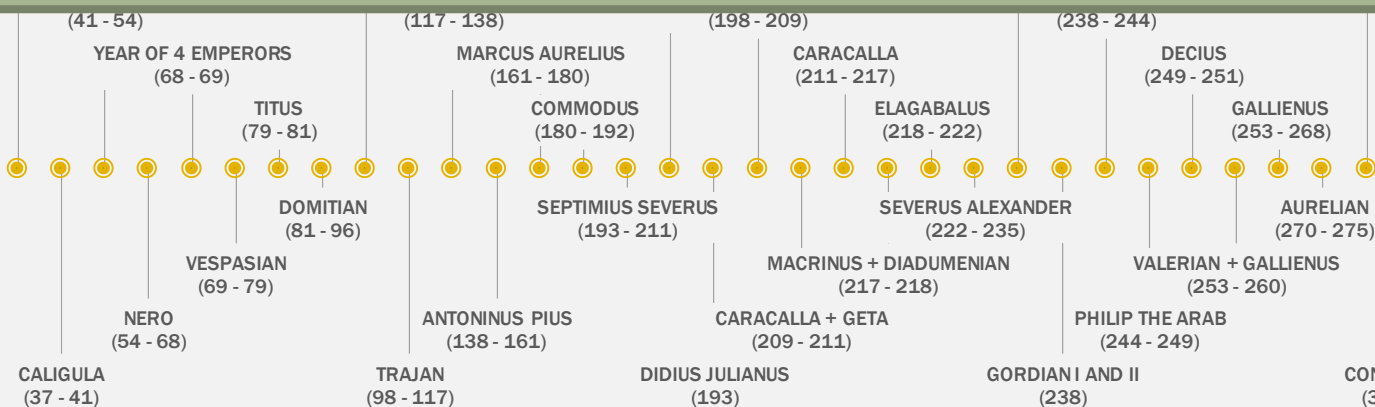 (41 - 54)
(117 - 138)
(198 - 209)
(238 - 244)
YEAR OF 4 EMPERORS
(68 - 69)
MARCUS AURELIUS
(161 - 180)
CARACALLA
(211 - 217)
DECIUS
(249 - 251)
TITUS
(79 - 81)
COMMODUS
(180 - 192)
ELAGABALUS
(218 - 222)
GALLIENUS
(253 - 268)
DOMITIAN
(81 - 96)
SEPTIMIUS SEVERUS
(193 - 211)
SEVERUS ALEXANDER
(222 - 235)
AURELIAN
(270 - 275)
VESPASIAN
(69 - 79)
MACRINUS + DIADUMENIAN
(217 - 218)
VALERIAN + GALLIENUS
(253 - 260)
NERO
(54 - 68)
ANTONINUS PIUS
(138 - 161)
CARACALLA + GETA
(209 - 211)
PHILIP THE ARAB
(244 - 249)
CALIGULA
(37 - 41)
TRAJAN
(98 - 117)
DIDIUS JULIANUS
(193)
GORDIAN I AND II
(238)